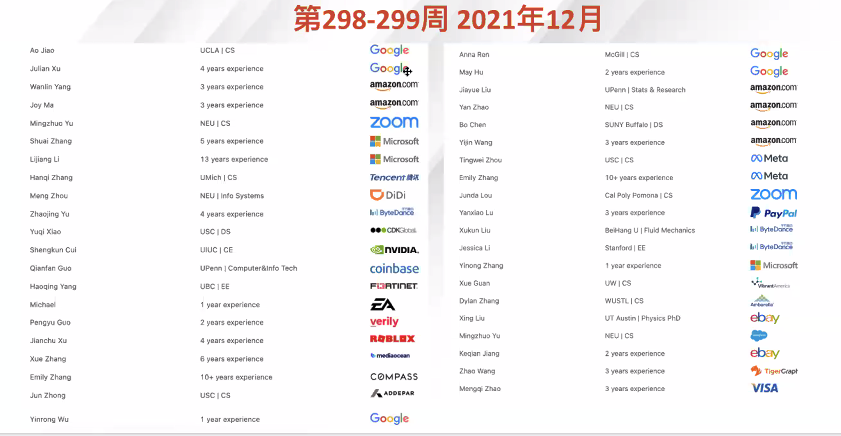 第298-299周 2021年12月
Ao Jiao UCLA | CS Google
Julian Xu 4 years experience Google
Wanlin Yang 3 years experience amazon.com
Joy Ma 3 years experience amazon.com
Mingzhuo Yu NEU | CS zoom
Shuai Zhang 5 years experience Microsoft
Lijiang Li 13 years experience Microsoft
Hanqi Zhang UMich | CS Tencent 腾讯
Meng Zhou NEU | Info Systems DiDi
Zhaojing Yu 4 years experience ByteDance
Yuqi Xiao USC | DS CDKGlobal
Shengkun Cui UIUC | CE NVIDIA
Qianfan Guo UPenn | Computer&Info Tech coinbase
Haoqing Yang UBC | EE FORTINET
Michael 1 year experience EA
Pengyu Guo 2 years experience verily
Jianchu Xu 4 years experience ROBLOX
Xue Zhang 6 years experience mediaocean
Emily Zhang 10+ years experience COMPASS
Jun Zhong USC | CS ADDEPAR
Yinrong Wu 1 year experience Google
Anna Ren McGill | CS Google
May Hu 2 years experience Google
Jiayue Liu UPenn | Stats & Research amazon.com
Yan Zhao NEU | CS amazon.com
Bo Chen SUNY Buffalo | DS amazon.com
Yijin Wang 3 years experience amazon.com
Tingwei Zhou USC | CS Meta
Emily Zhang 10+ years experience Meta
Junda Lou Cal Poly Pomona | CS zoom
Yanxiao Lu 3 years experience PayPal
Xukun Liu BeiHang U | Fluid Mechanics ByteDance
Jessica Li Stanford | EE ByteDance
Yinong Zhang 1 year experience Microsoft
Xue Guan UW | CS VibrantAmerica
Dylan Zhang WUSTL | CS Ambarella
Xing Liu UT Austin | Physics PhD ebay
Mingzhuo Yu NEU | CS
Keqian Jiang 2 years experience ebay
Zhao Wang 3 years experience TigerGraph
Mengqi Zhao 3 years experience VISA